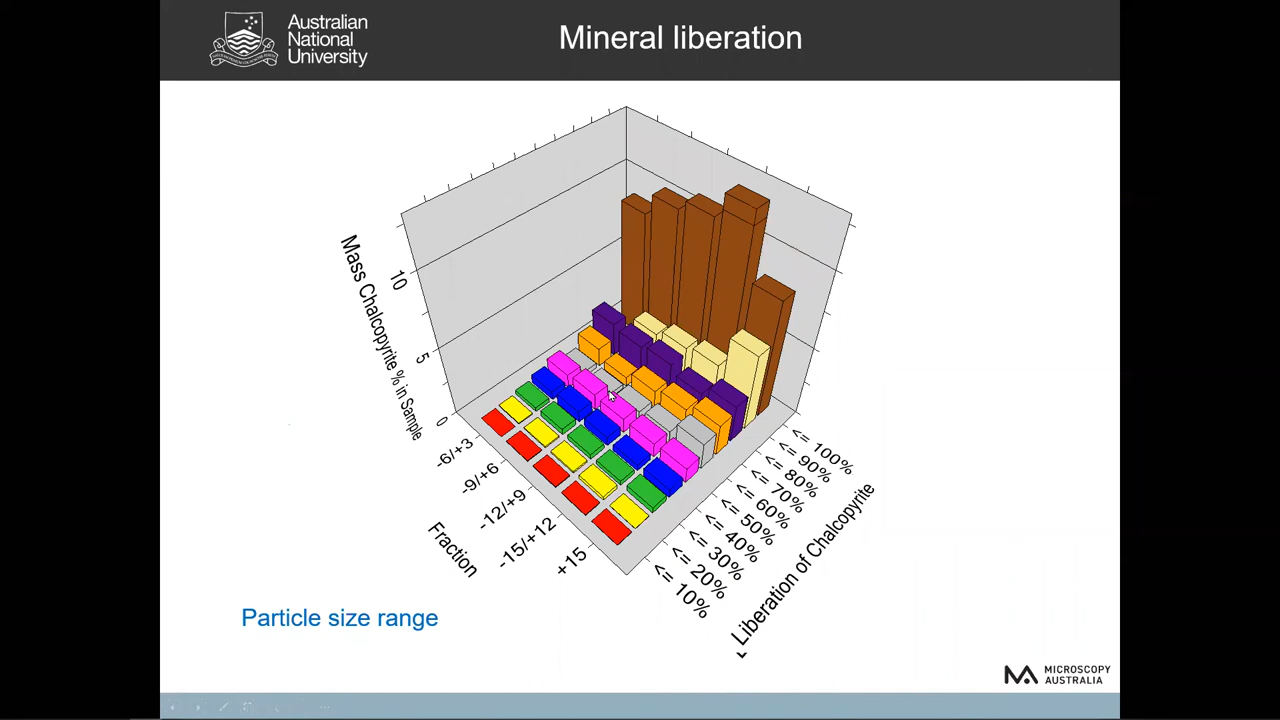 Australian
National
University
Mineral liberation
Mass Chalcopyrite % in Sample
10
5
0
-6/+3
-9/+6
-12/+9
-15/+12
+15
Fraction
<= 100%
<= 90%
<= 80%
<= 70%
<= 60%
<= 50%
<= 40%
<= 30%
<= 20%
<= 10%
Liberation of Chalcopyrite
Particle size range
MICROSCOPY
AUSTRALIA